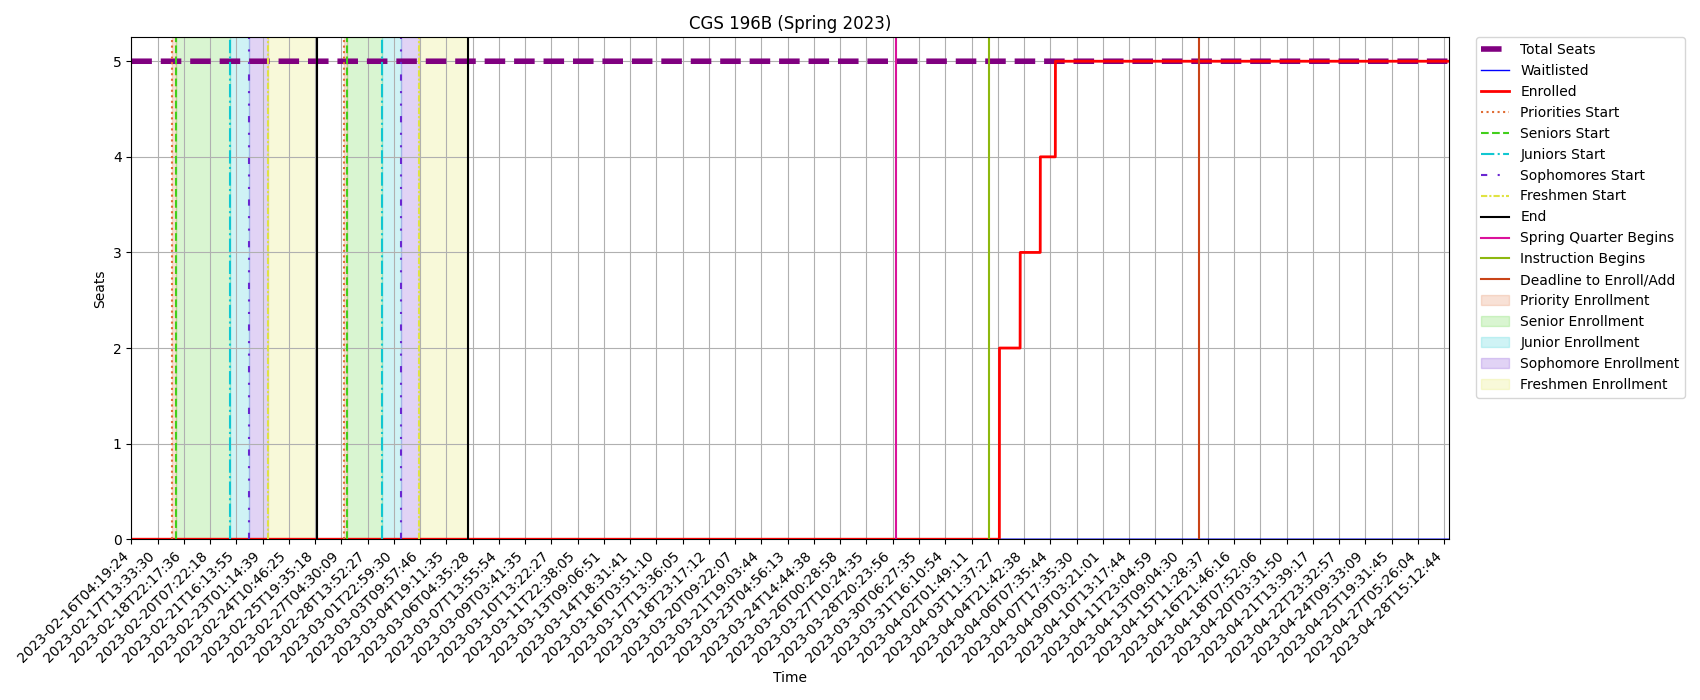 CGS 196B (Spring 2023)
Seats
5
4
3
2
1
0
2023-02-16T04:19:24
2023-02-17T13:33:30
2023-02-18T22:17:36
2023-02-20T07:22:18
2023-02-21T16:13:55
2023-02-23T01:14:39
2023-02-24T10:46:25
2023-02-25T19:35:18
2023-02-27T04:30:09
2023-02-28T13:52:27
2023-03-01T22:59:30
2023-03-03T09:57:46
2023-03-04T19:11:35
2023-03-06T04:35:28
2023-03-07T13:55:54
2023-03-09T03:41:35
2023-03-10T13:22:27
2023-03-11T22:38:05
2023-03-13T09:06:51
2023-03-14T18:31:41
2023-03-16T03:51:10
2023-03-17T13:36:05
2023-03-18T23:17:12
2023-03-20T09:22:07
2023-03-21T19:03:44
2023-03-23T04:56:13
2023-03-24T14:44:38
2023-03-26T00:28:58
2023-03-27T10:24:35
2023-03-28T20:23:56
2023-03-30T06:27:35
2023-03-31T16:10:54
2023-04-02T01:49:11
2023-04-03T11:37:27
2023-04-04T21:42:38
2023-04-06T07:35:44
2023-04-07T17:35:30
2023-04-09T03:21:01
2023-04-10T13:17:44
2023-04-11T23:04:59
2023-04-13T09:04:30
2023-04-15T11:28:37
2023-04-16T21:46:16
2023-04-18T07:52:06
2023-04-20T03:31:50
2023-04-21T13:39:17
2023-04-22T23:32:57
2023-04-24T09:33:09
2023-04-25T19:31:45
2023-04-27T05:26:04
2023-04-28T15:12:44
Time
Total Seats
Waitlisted
Enrolled
Priorities Start
Seniors Start
Juniors Start
Sophomores Start
Freshmen Start
End
Spring Quarter Begins
Instruction Begins
Deadline to Enroll/Add
Priority Enrollment
Senior Enrollment
Junior Enrollment
Sophomore Enrollment
Freshmen Enrollment